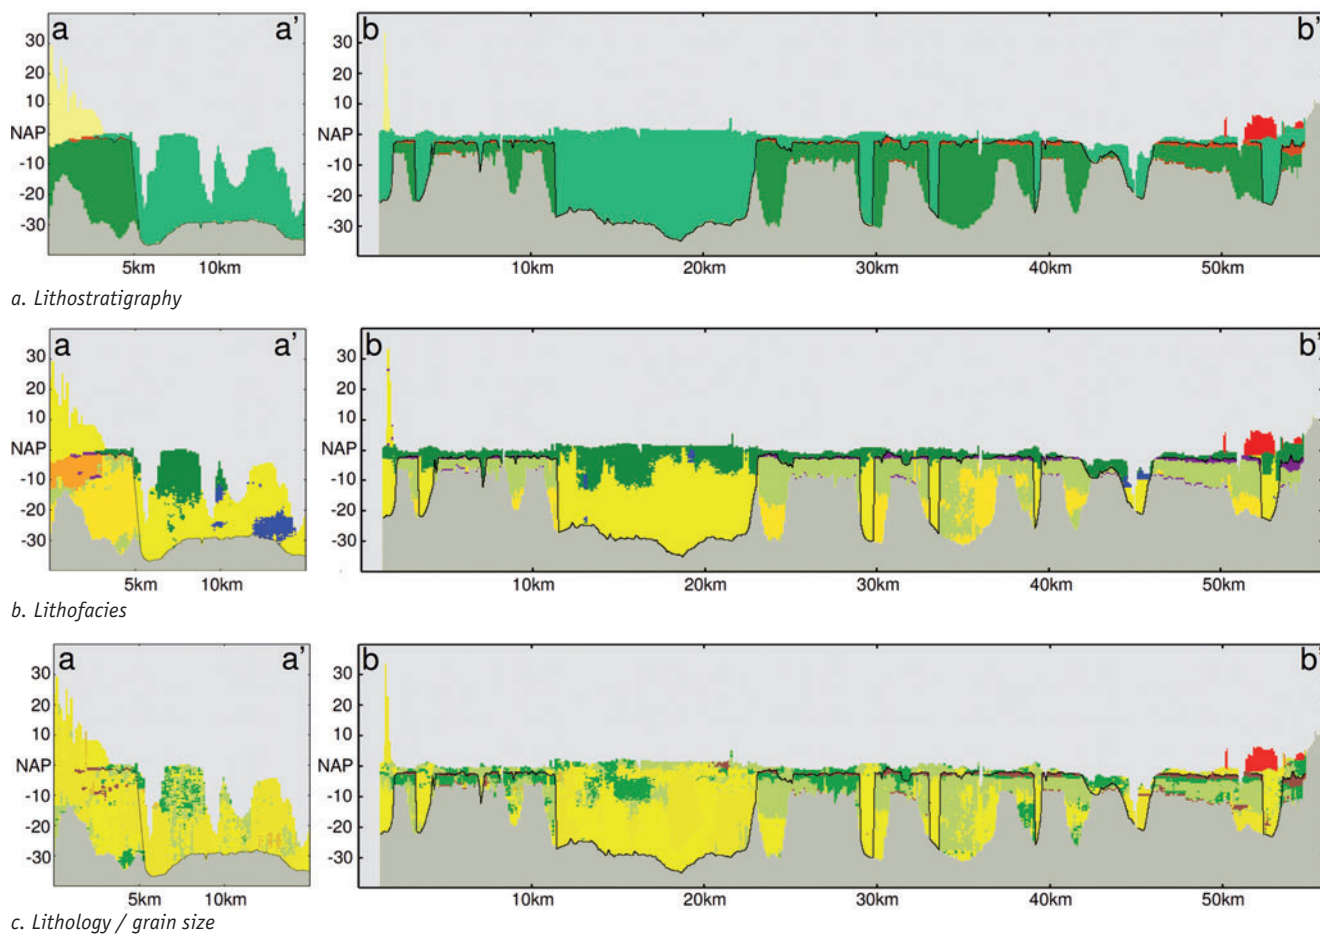 a a' b b'
30
20
10
NAP
-10
-20
-30
5km 10km
30
20
10
NAP
-10
-20
-30
10km 20km 30km 40km 50km
a. Lithostratigraphy
a a' b b'
30
20
10
NAP
-10
-20
-30
5km 10km
30
20
10
NAP
-10
-20
-30
10km 20km 30km 40km 50km
b. Lithofacies
a a' b b'
30
20
10
NAP
-10
-20
-30
5km 10km
30
20
10
NAP
-10
-20
-30
10km 20km 30km 40km 50km
c. Lithology / grain size